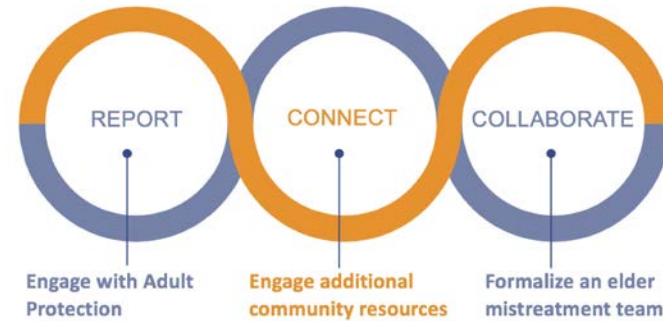 REPORT
CONNECT
COLLABORATE
Engage with Adult
Protection
Engage additional
community resources
Formalize an elder
mistreatment team